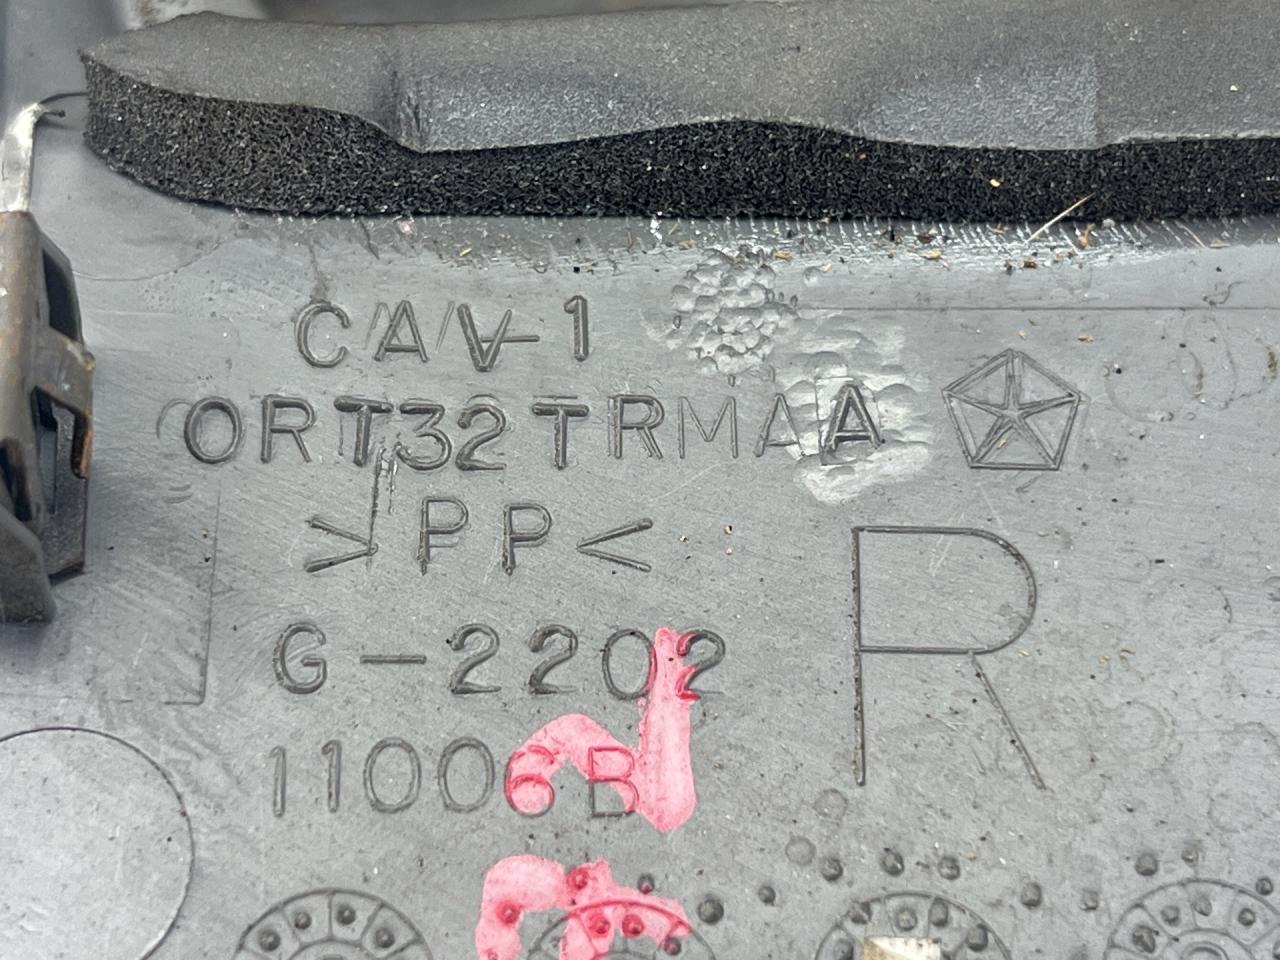 CAV-1
0RT32TRMAA
>PP<
G-2202
11006B
R